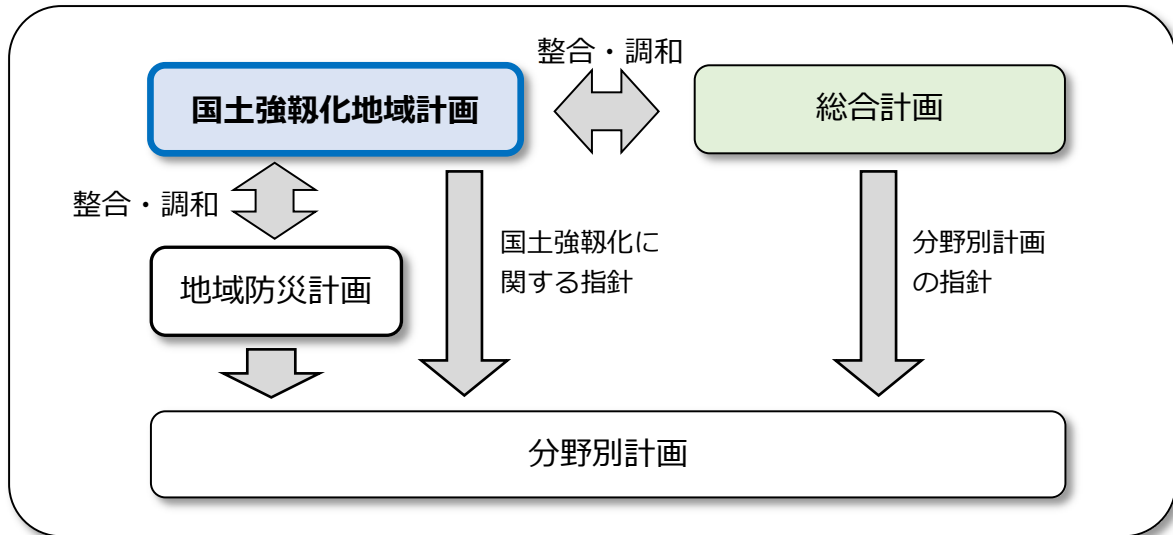 整合・調和
国土強靱化地域計画
総合計画
整合・調和
国土強靱化に
関する指針
分野別計画
の指針
地域防災計画
分野別計画